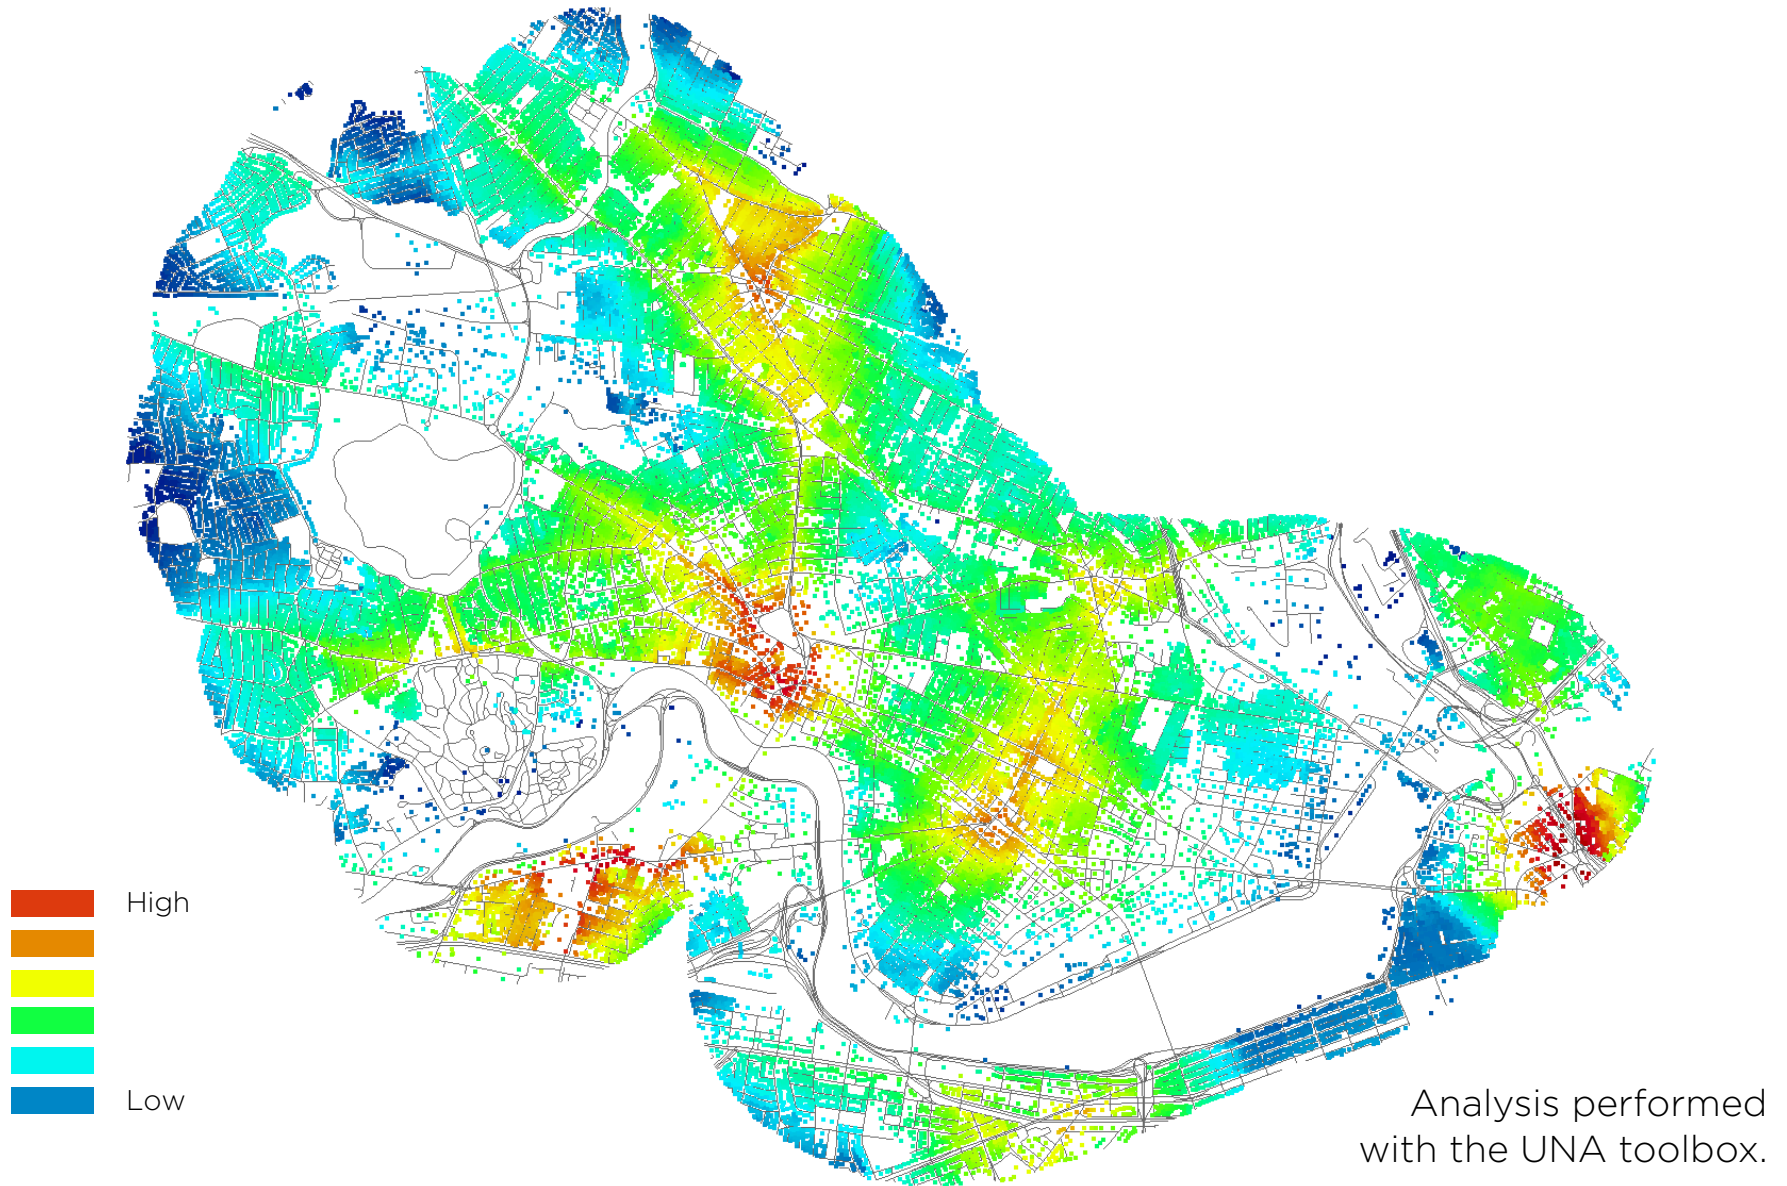 High
Low
Analysis performed
with the UNA toolbox.